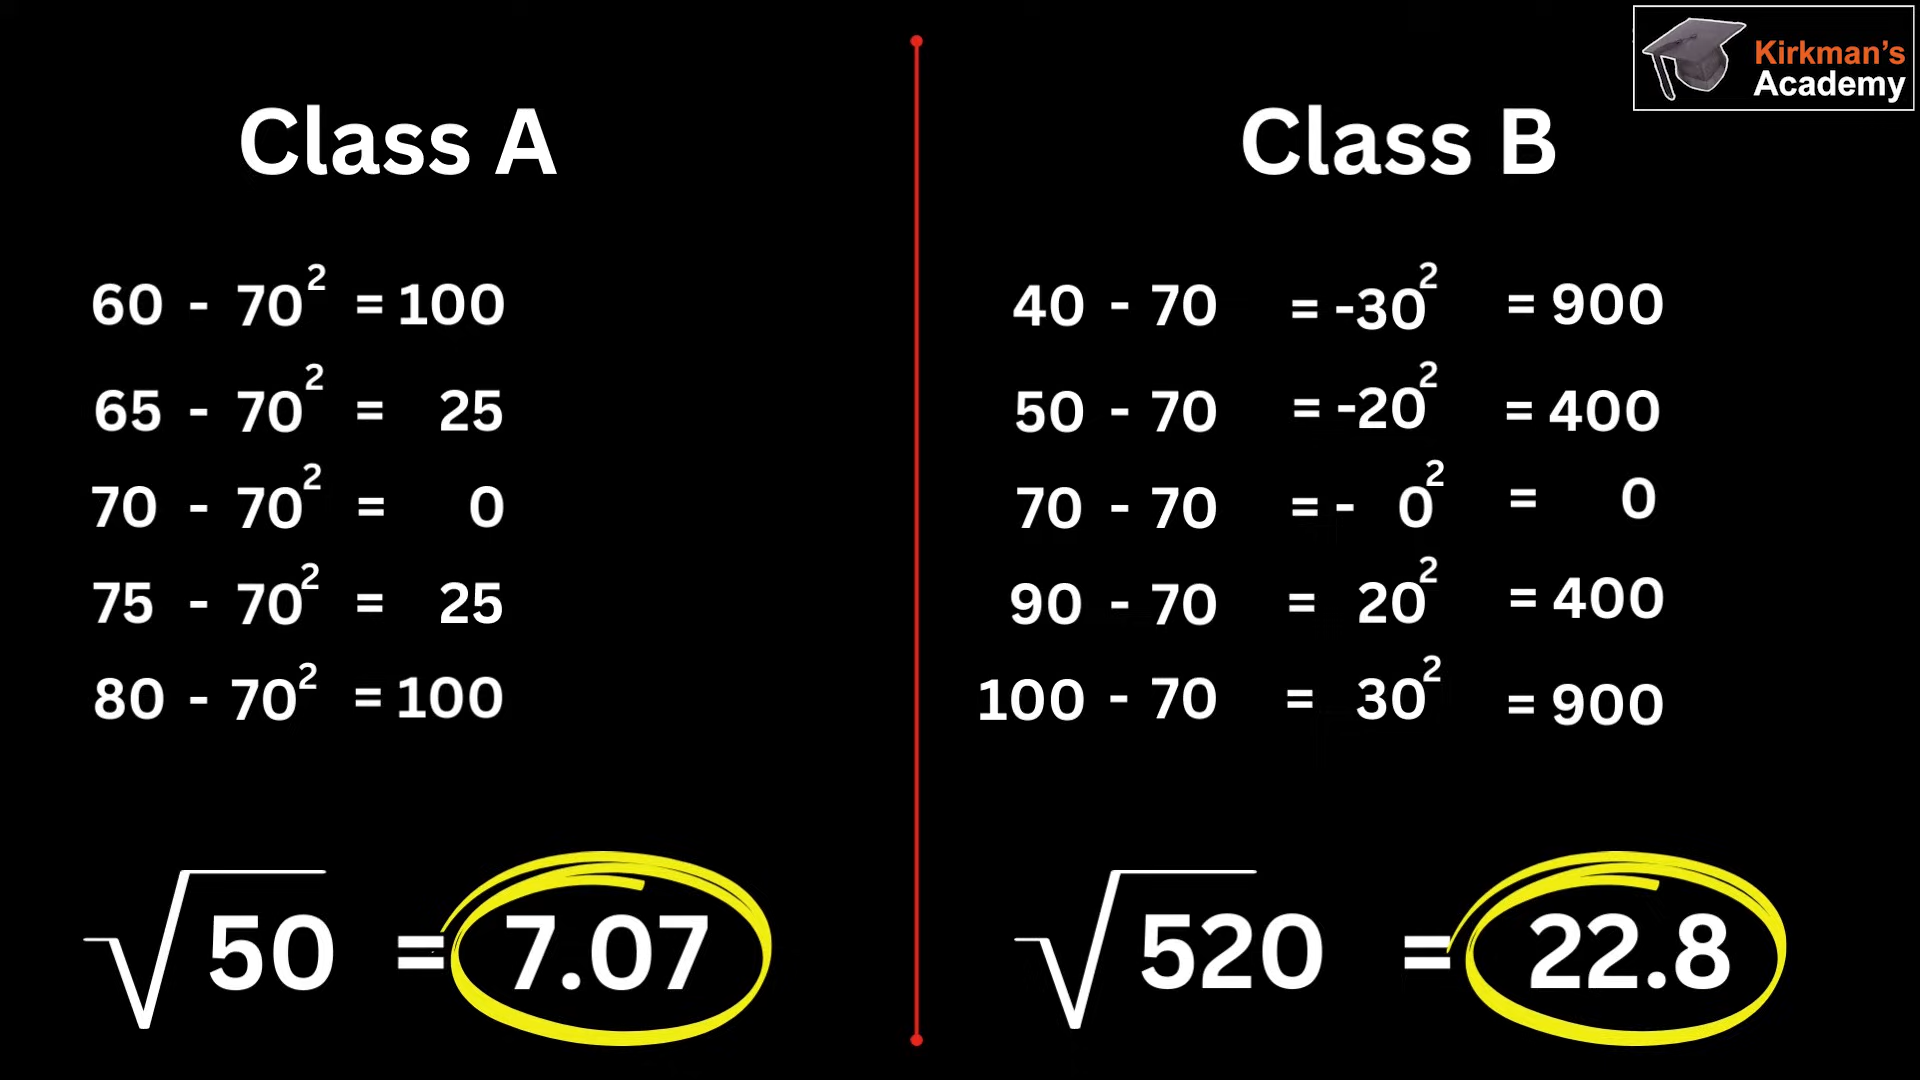 Kirkman's
Academy
Class A
60 - 70² = 100
65 - 70² = 25
70 - 70² = 0
75 - 70² = 25
80 - 70² = 100
√50 = 7.07
Class B
40 - 70 = -30² = 900
50 - 70 = -20² = 400
70 - 70 = - 0² = 0
90 - 70 = 20² = 400
100 - 70 = 30² = 900
√520 = 22.8